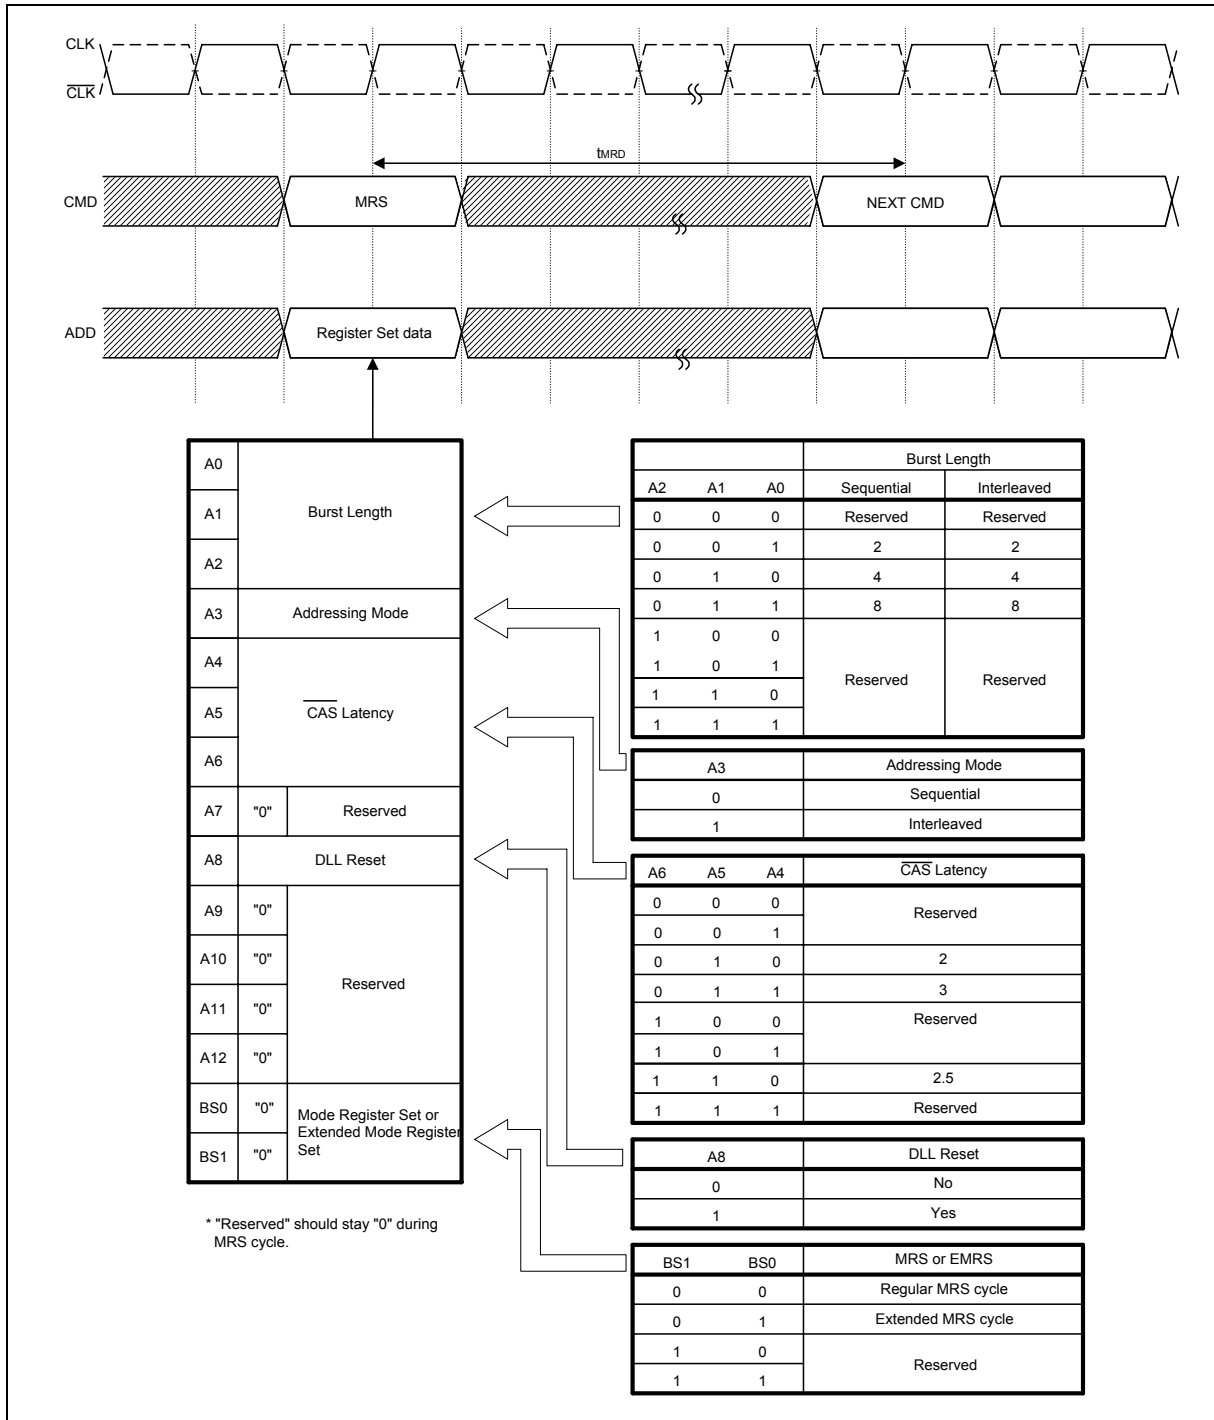 CLK
CLK
tMRD
CMD
MRS
NEXT CMD
ADD
Register Set data
A0
A1
Burst Length
A2
A3
Addressing Mode
A4
A5
CAS Latency
A6
A7 "0" Reserved
A8 DLL Reset
A9 "0"
A10 "0"
Reserved
A11 "0"
A12 "0"
BS0 "0"
Mode Register Set or
Extended Mode Register
Set
BS1 "0"
* "Reserved" should stay "0" during
MRS cycle.
Burst Length
A2 A1 A0 Sequential Interleaved
0 0 0 Reserved Reserved
0 0 1 2 2
0 1 0 4 4
0 1 1 8 8
1 0 0
1 0 1
Reserved Reserved
1 1 0
1 1 1
A3 Addressing Mode
0 Sequential
1 Interleaved
A6 A5 A4 CAS Latency
0 0 0
Reserved
0 0 1
0 1 0 2
0 1 1 3
1 0 0 Reserved
1 0 1
1 1 0 2.5
1 1 1 Reserved
A8 DLL Reset
0 No
1 Yes
BS1 BS0 MRS or EMRS
0 0 Regular MRS cycle
0 1 Extended MRS cycle
1 0
Reserved
1 1